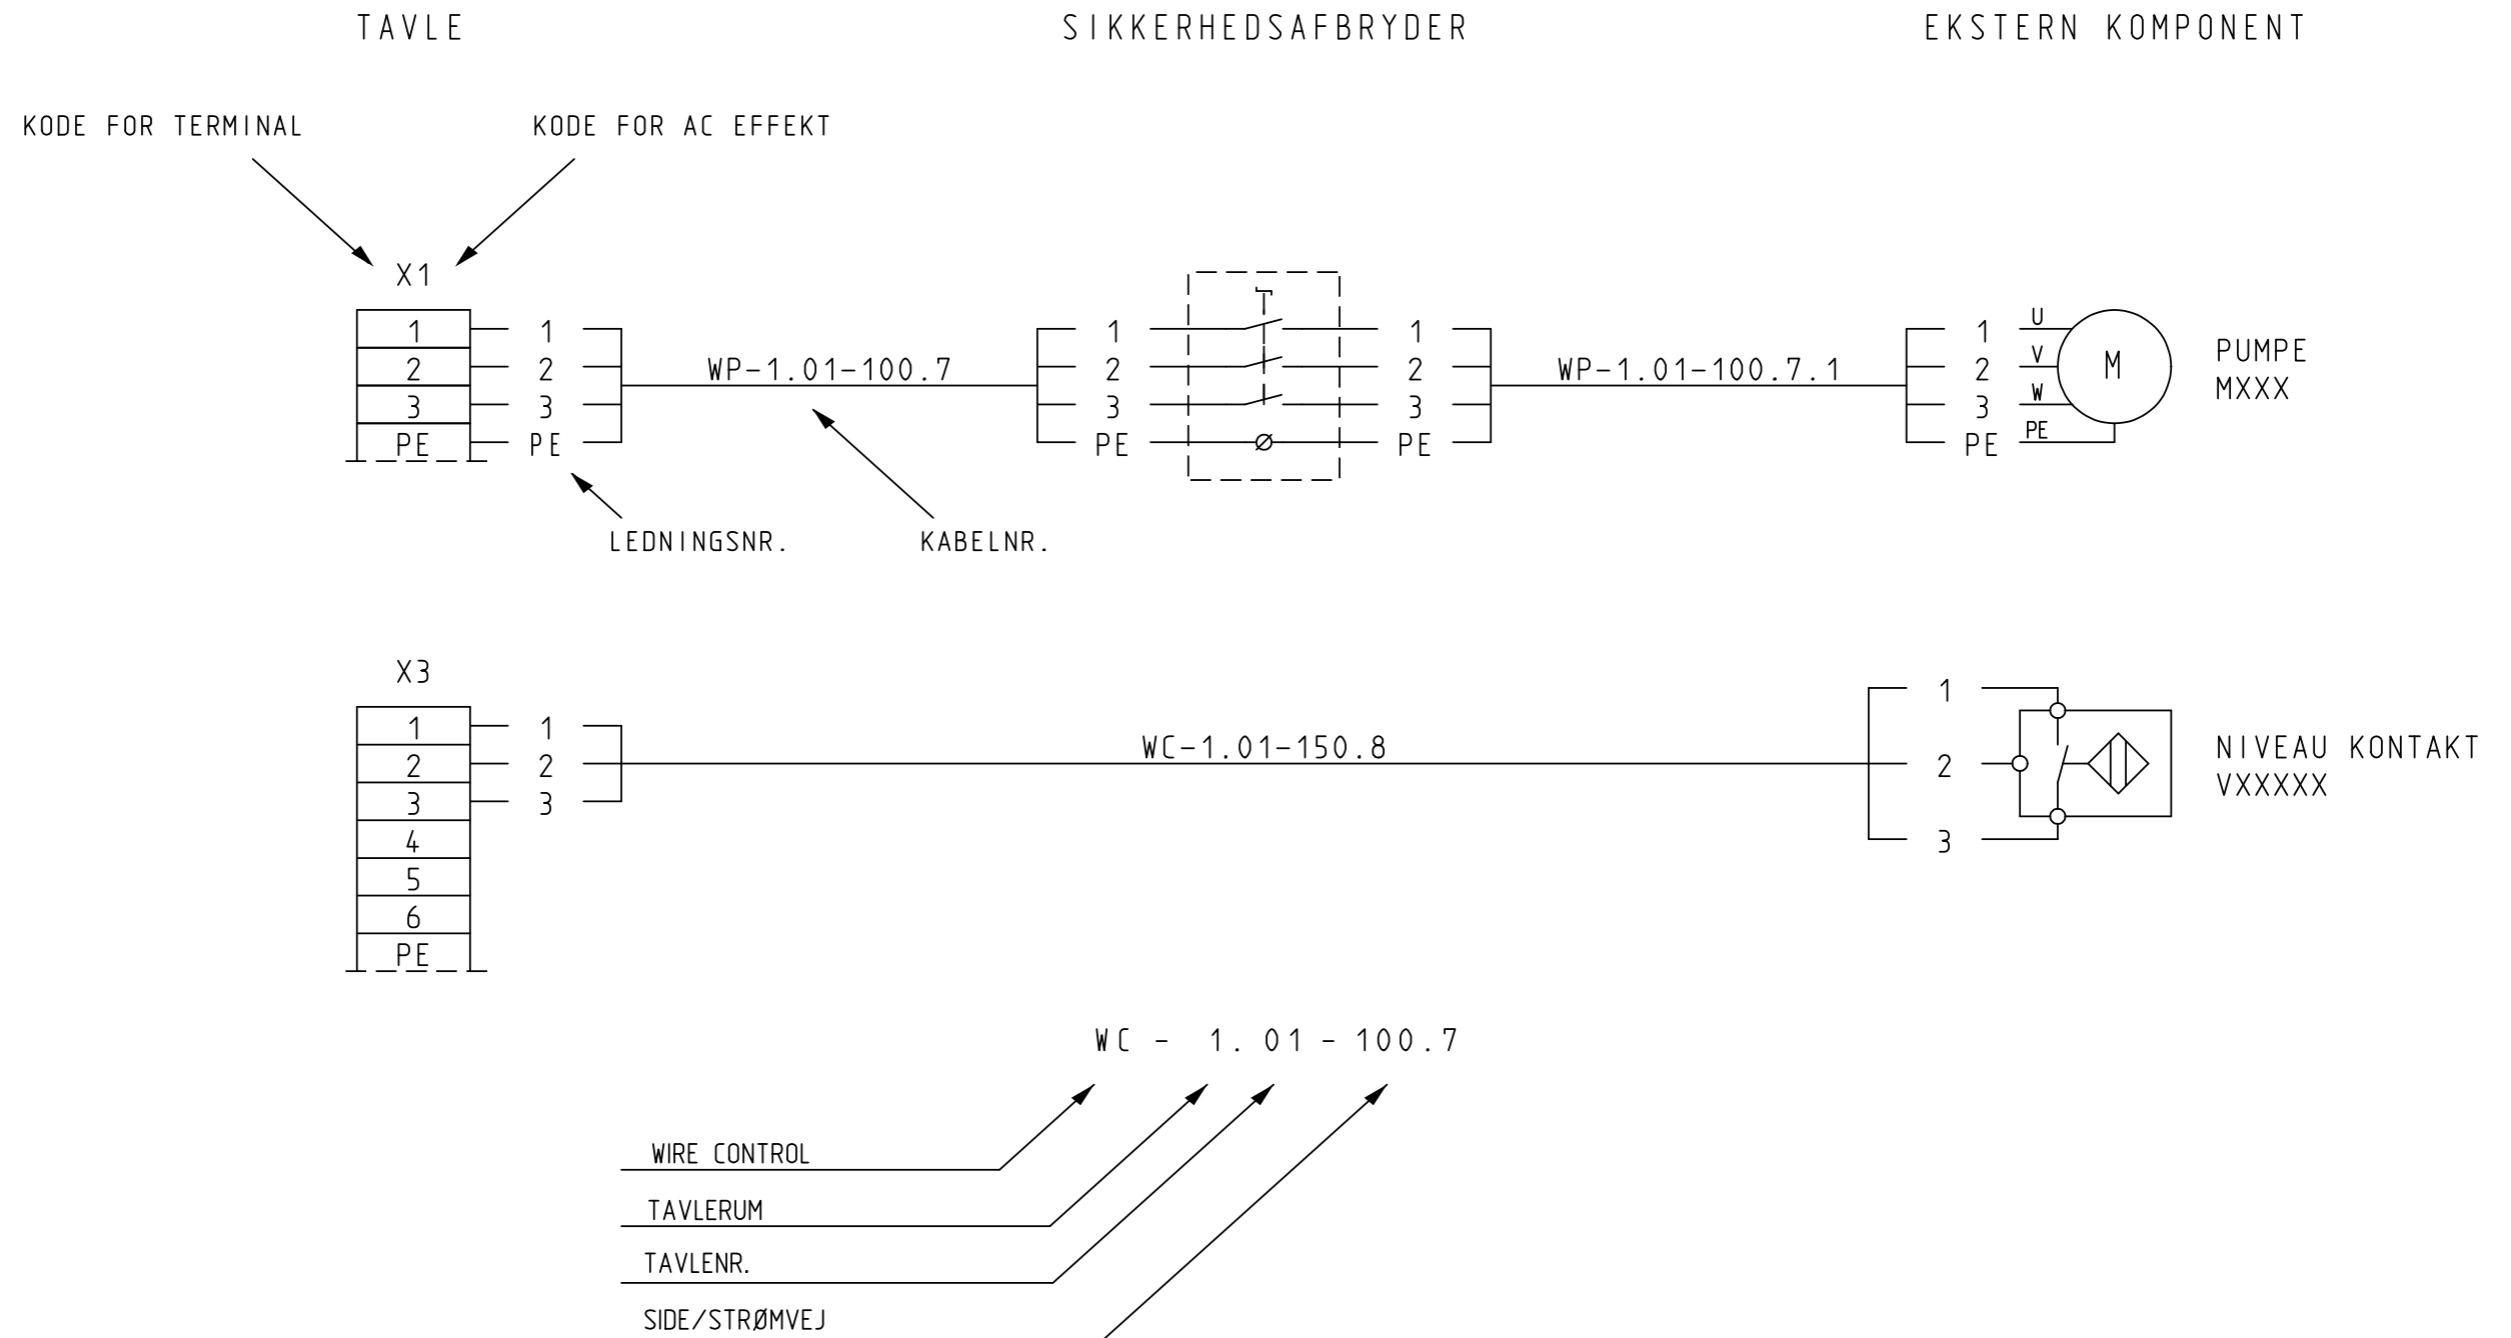 TAVLE SIKKERHEDSAFBRYDER EKSTERN KOMPONENT
KODE FOR TERMINAL KODE FOR AC EFFEKT
X1
1 1 1 1 1 U
2 2 WP-1.01-100.7 2 2 WP-1.01-100.7.1 2 V M PUMPE
3 3 3 3 3 W MXXX
PE PE PE PE PE PE
LEDNINGSNR. KABELNR.
X3
1 1 1
2 2 WC-1.01-150.8 2 NIVEAU KONTAKT
3 3 3 VXXXXX
4
5
6
PE
WC - 1. 01 - 100.7
WIRE CONTROL
TAVLERUM
TAVLENR.
SIDE/STRØMVEJ